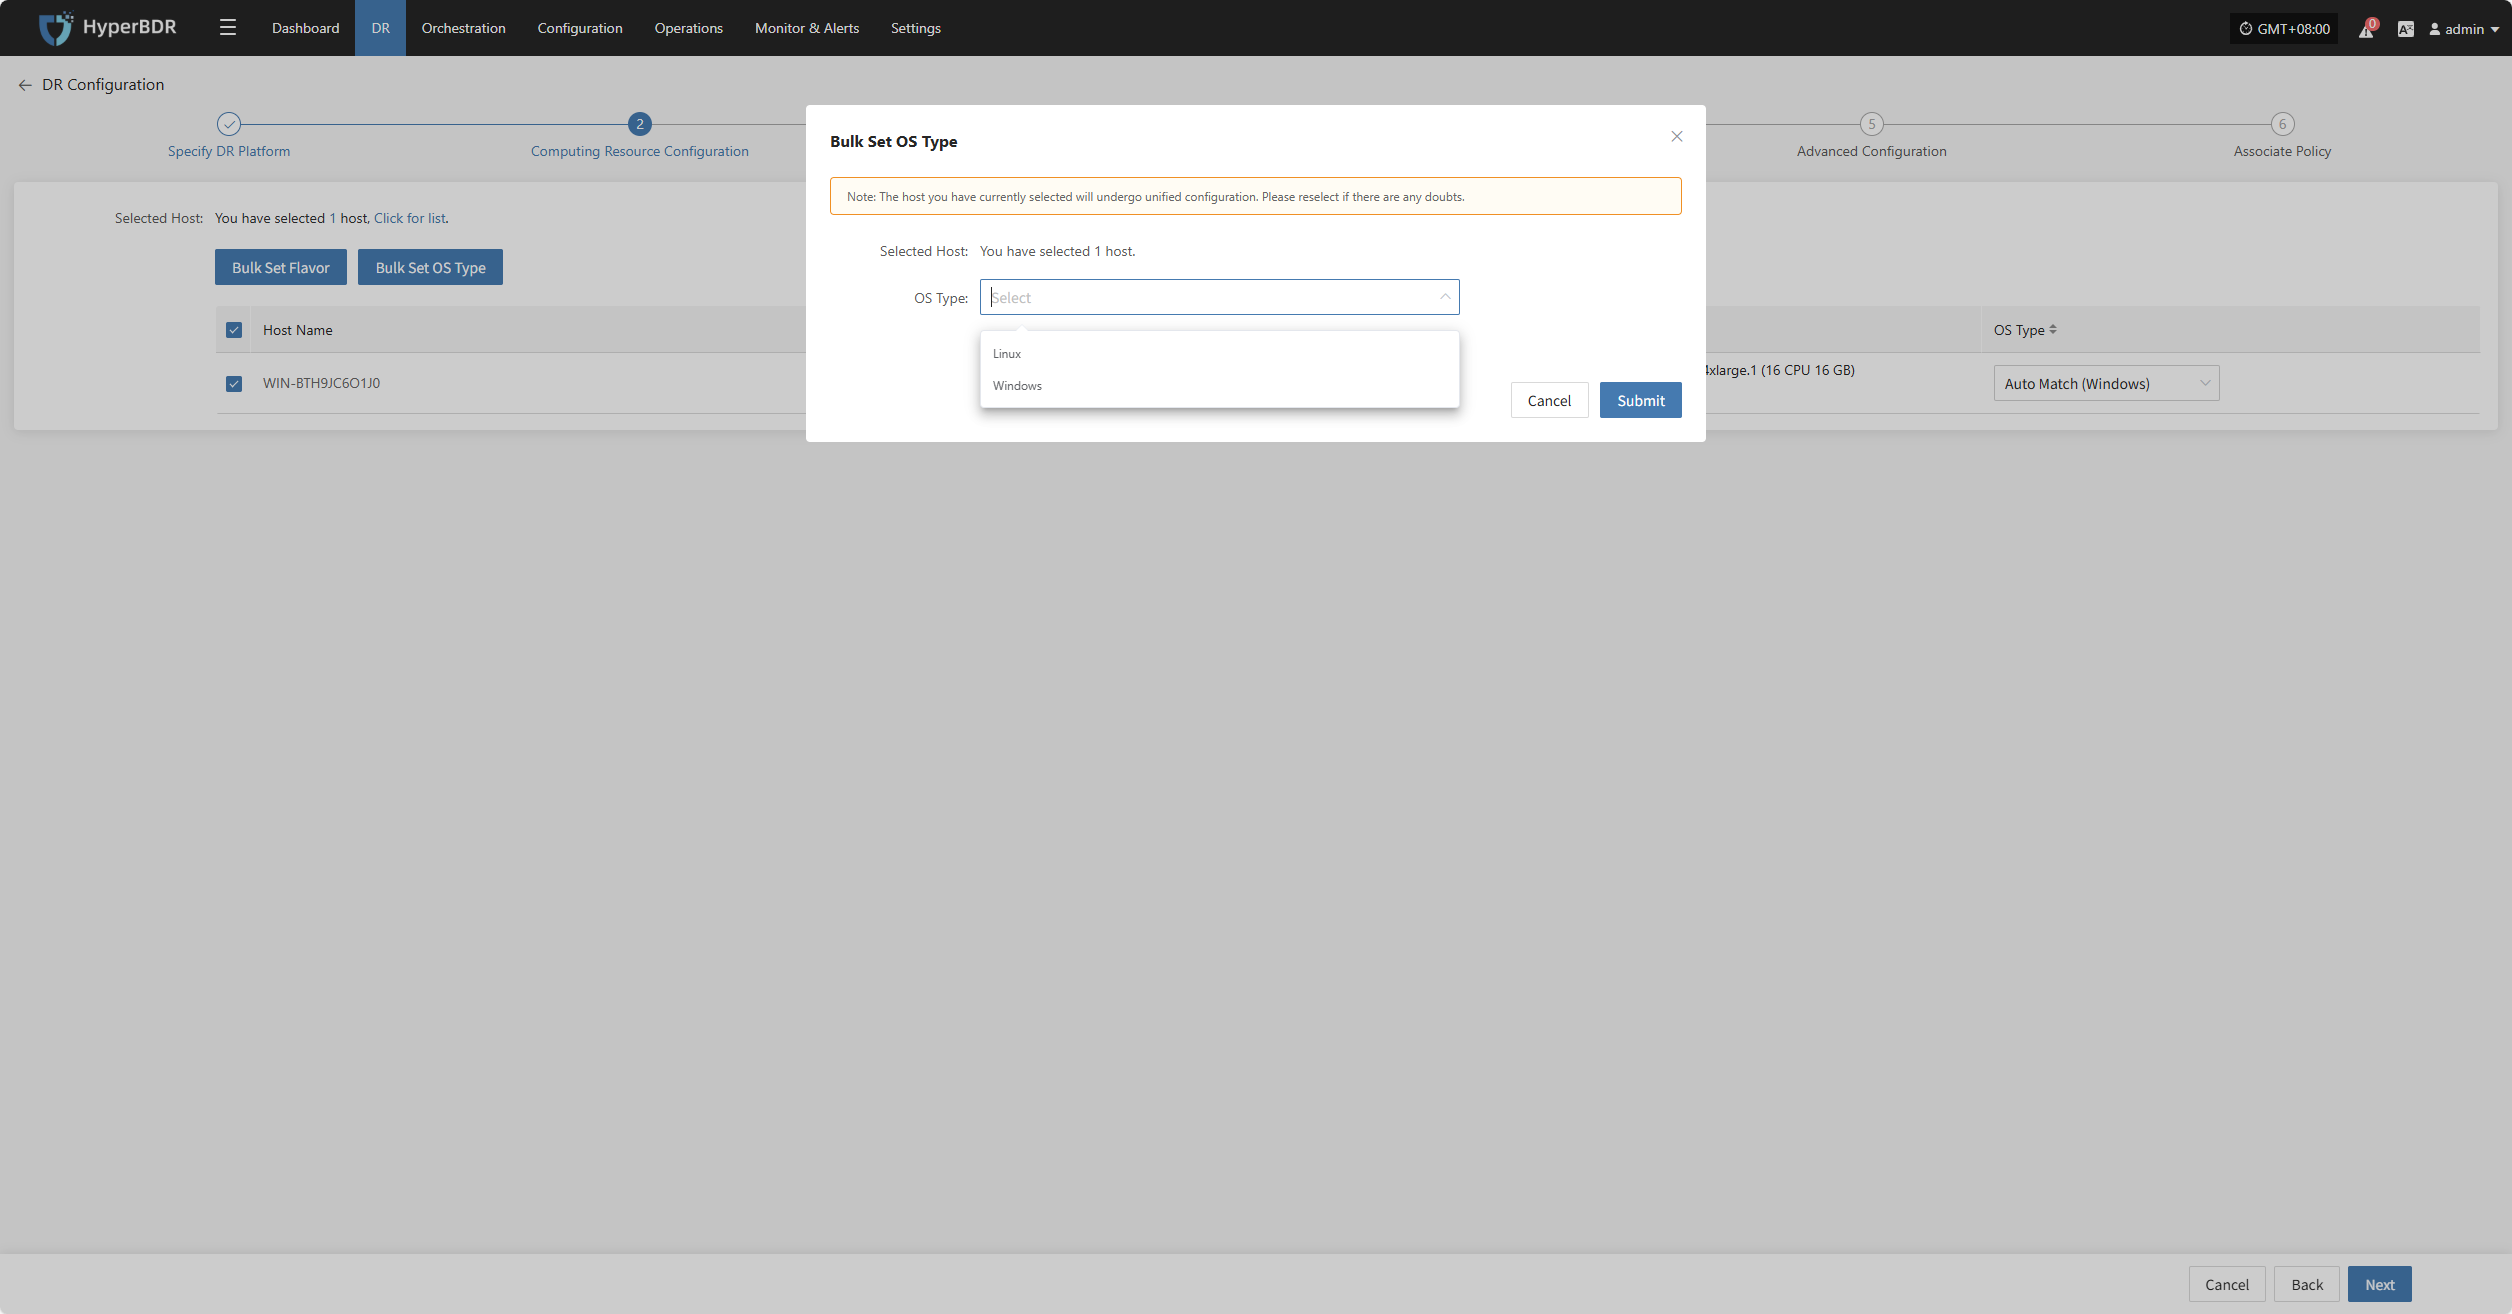 HyperBDR
Dashboard
DR
Orchestration
Configuration
Operations
Monitor & Alerts
Settings
GMT+08:00
0
admin
DR Configuration
2
5
6
Specify DR Platform
Computing Resource Configuration
Advanced Configuration
Associate Policy
Bulk Set OS Type
Note: The host you have currently selected will undergo unified configuration. Please reselect if there are any doubts.
Selected Host: You have selected 1 host, Click for list.
Selected Host: You have selected 1 host.
Bulk Set Flavor
Bulk Set OS Type
OS Type: Select
Host Name
OS Type
Linux
Windows
WIN-BTH9JC6O1J0
4xlarge.1 (16 CPU 16 GB)
Auto Match (Windows)
Cancel
Submit
Cancel
Back
Next